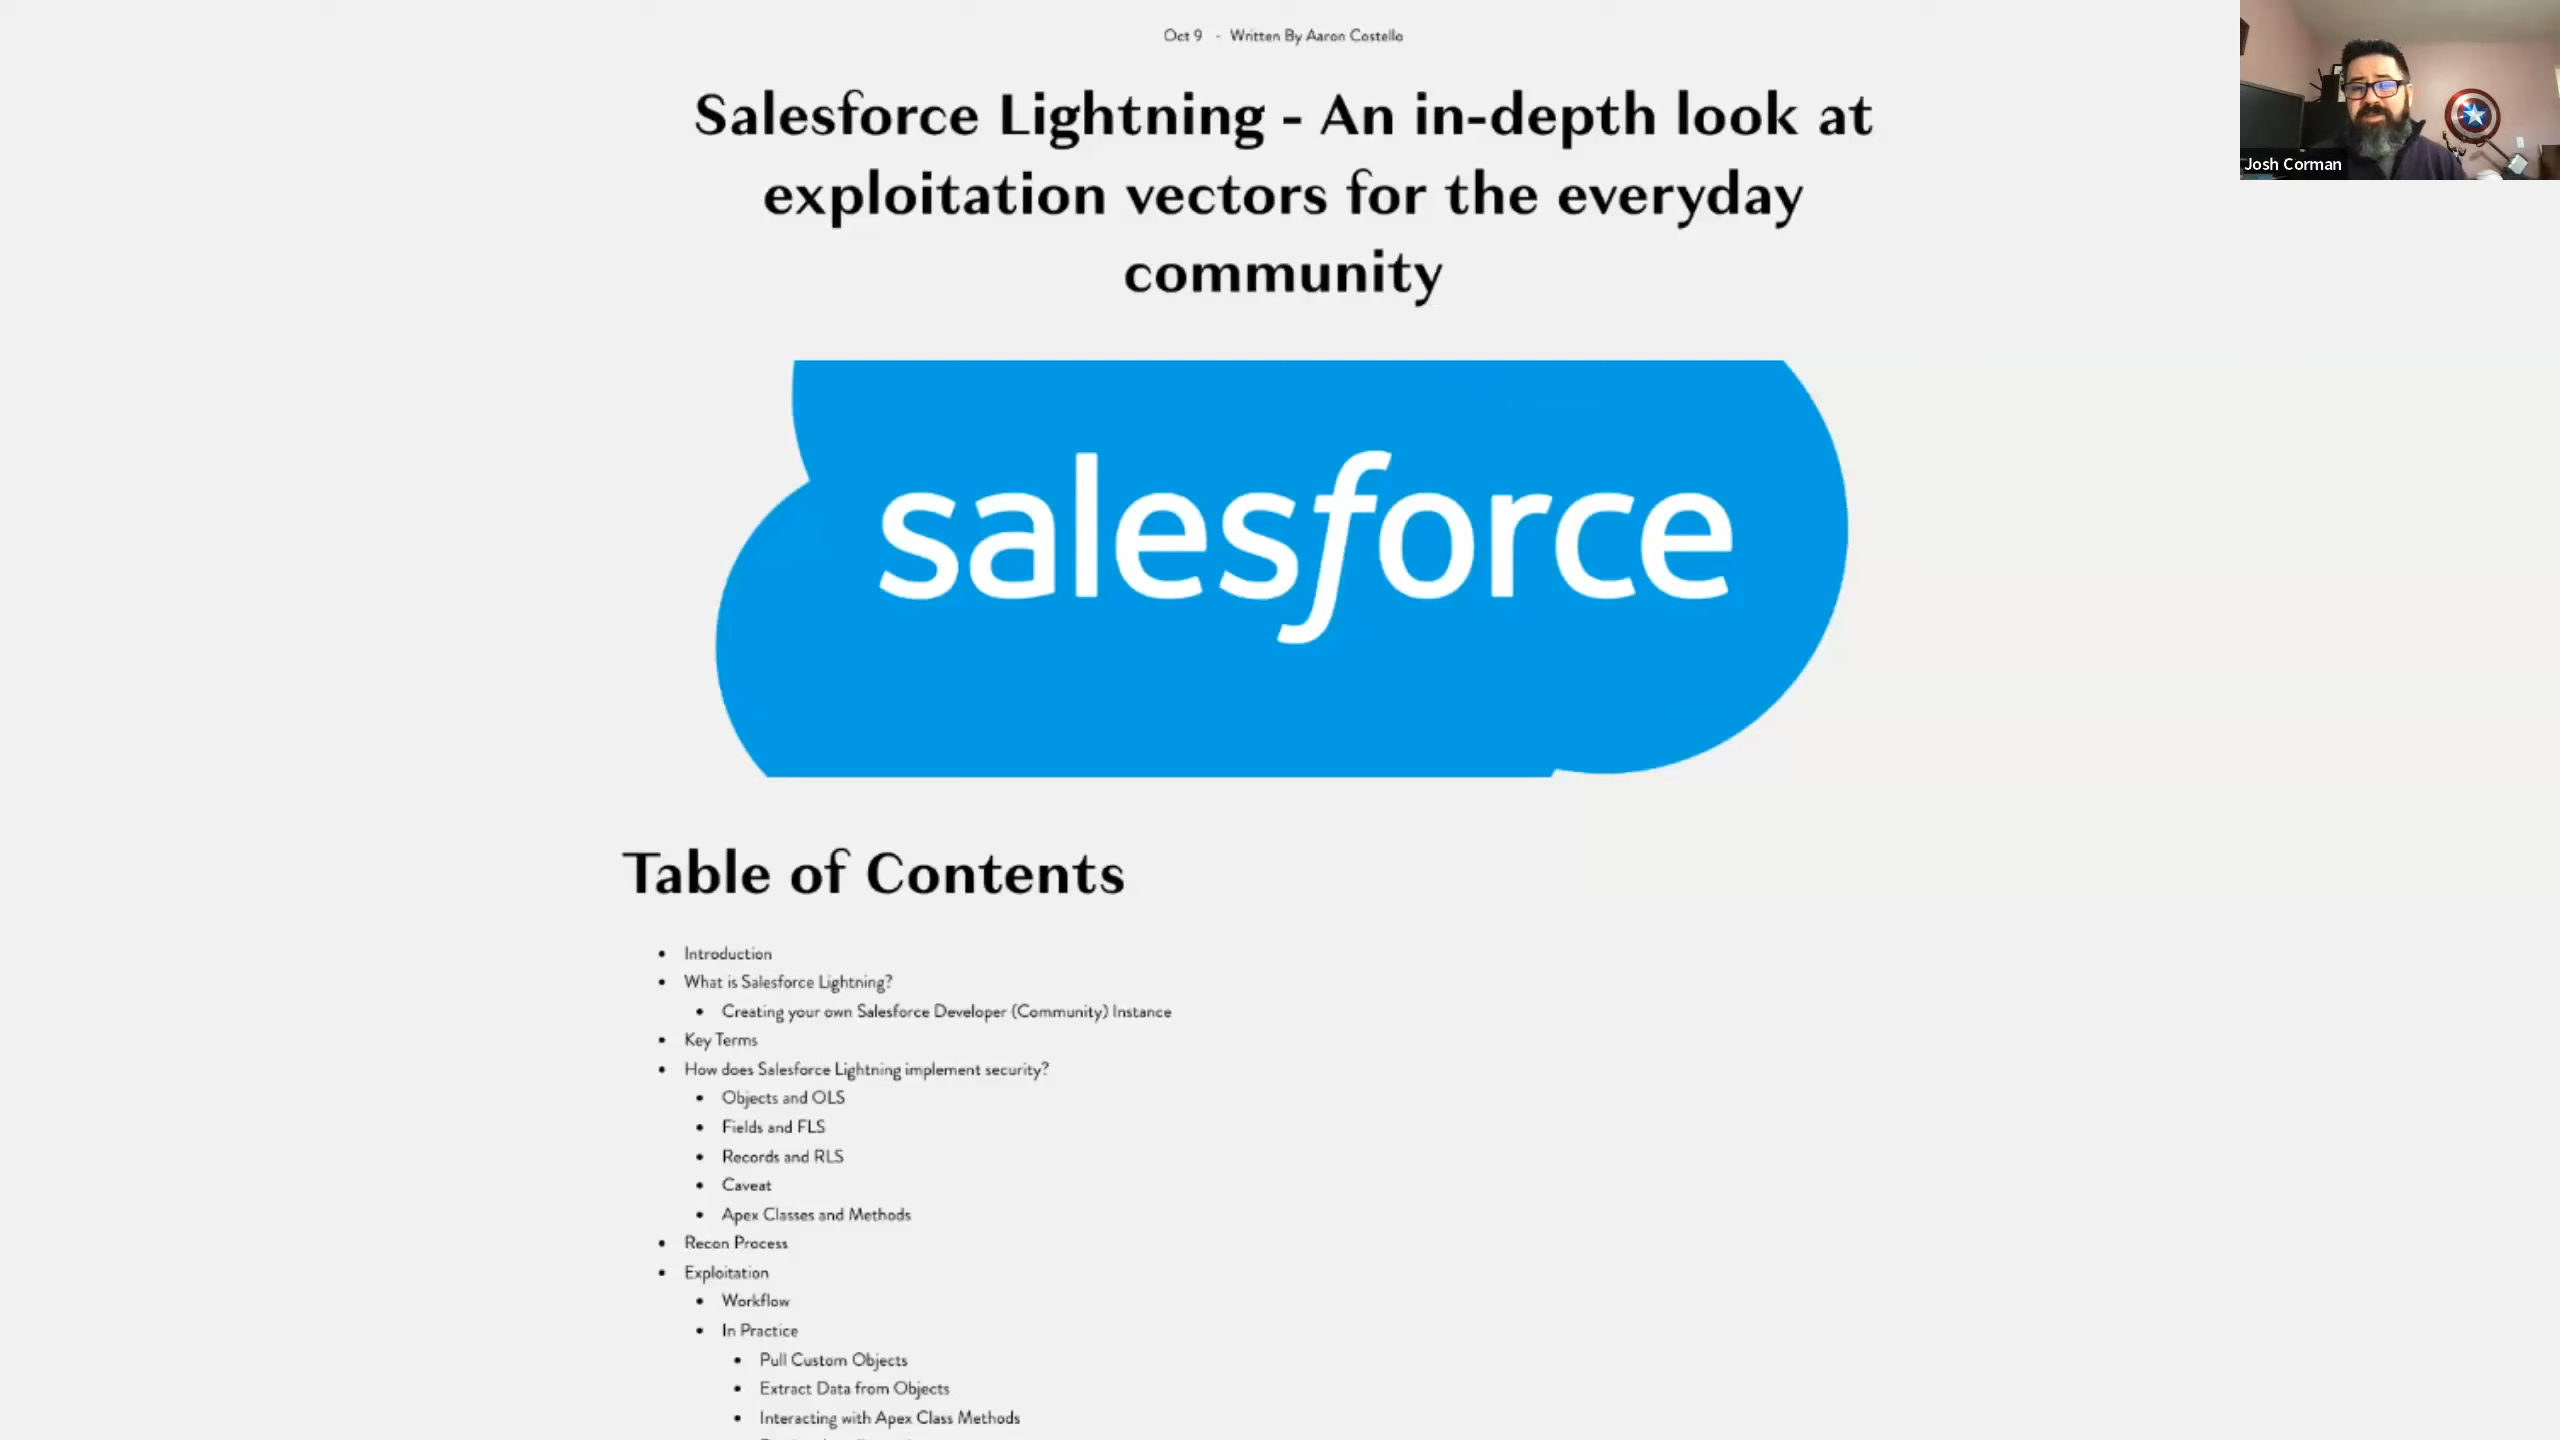 Oct 9 - Written By Aaron Costello
Salesforce Lightning - An in-depth look at
exploitation vectors for the everyday
community
salesforce
Josh Corman
Table of Contents
• Introduction
• What is Salesforce Lightning?
• Creating your own Salesforce Developer (Community) Instance
• Key Terms
• How does Salesforce Lightning implement security?
• Objects and OLS
• Fields and FLS
• Records and RLS
• Caveat
• Apex Classes and Methods
• Recon Process
• Exploitation
• Workflow
• In Practice
• Pull Custom Objects
• Extract Data from Objects
• Interacting with Apex Class Methods